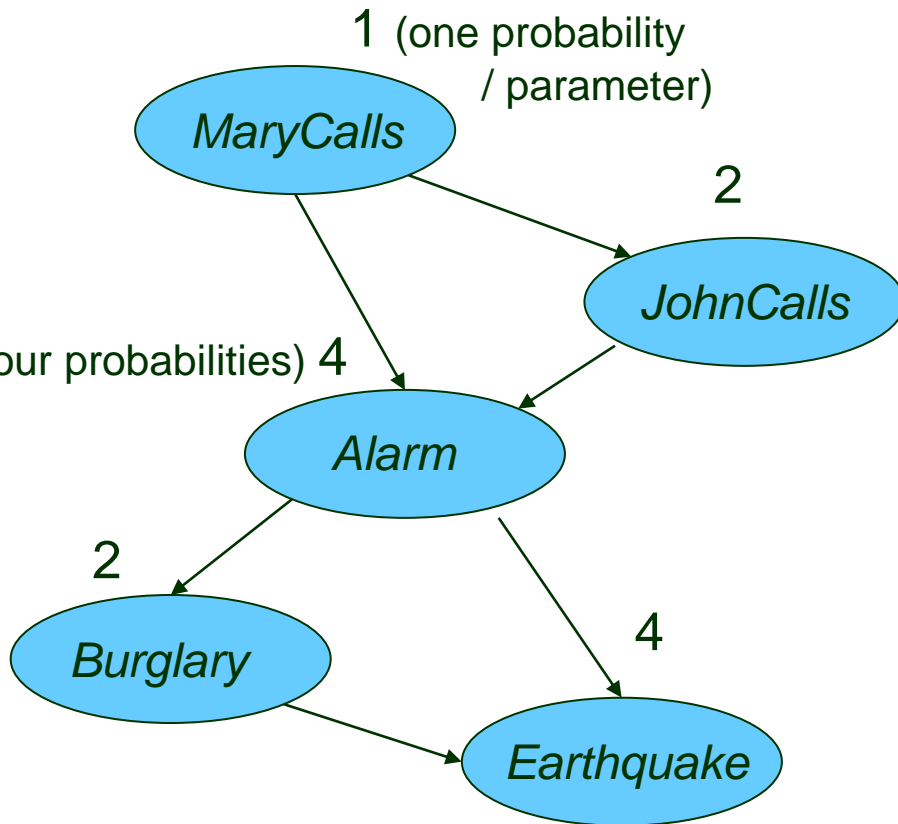 1 (one probability
/ parameter)
MaryCalls
2
JohnCalls
our probabilities) 4
Alarm
2
Burglary
4
Earthquake